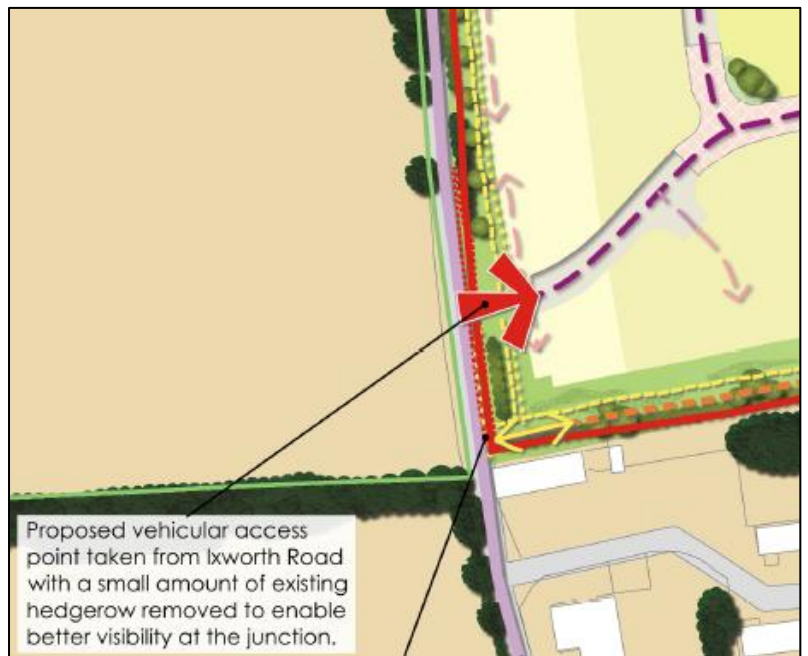 Proposed vehicular access
point taken from Ixworth Road
with a small amount of existing
hedgerow removed to enable
better visibility at the junction.